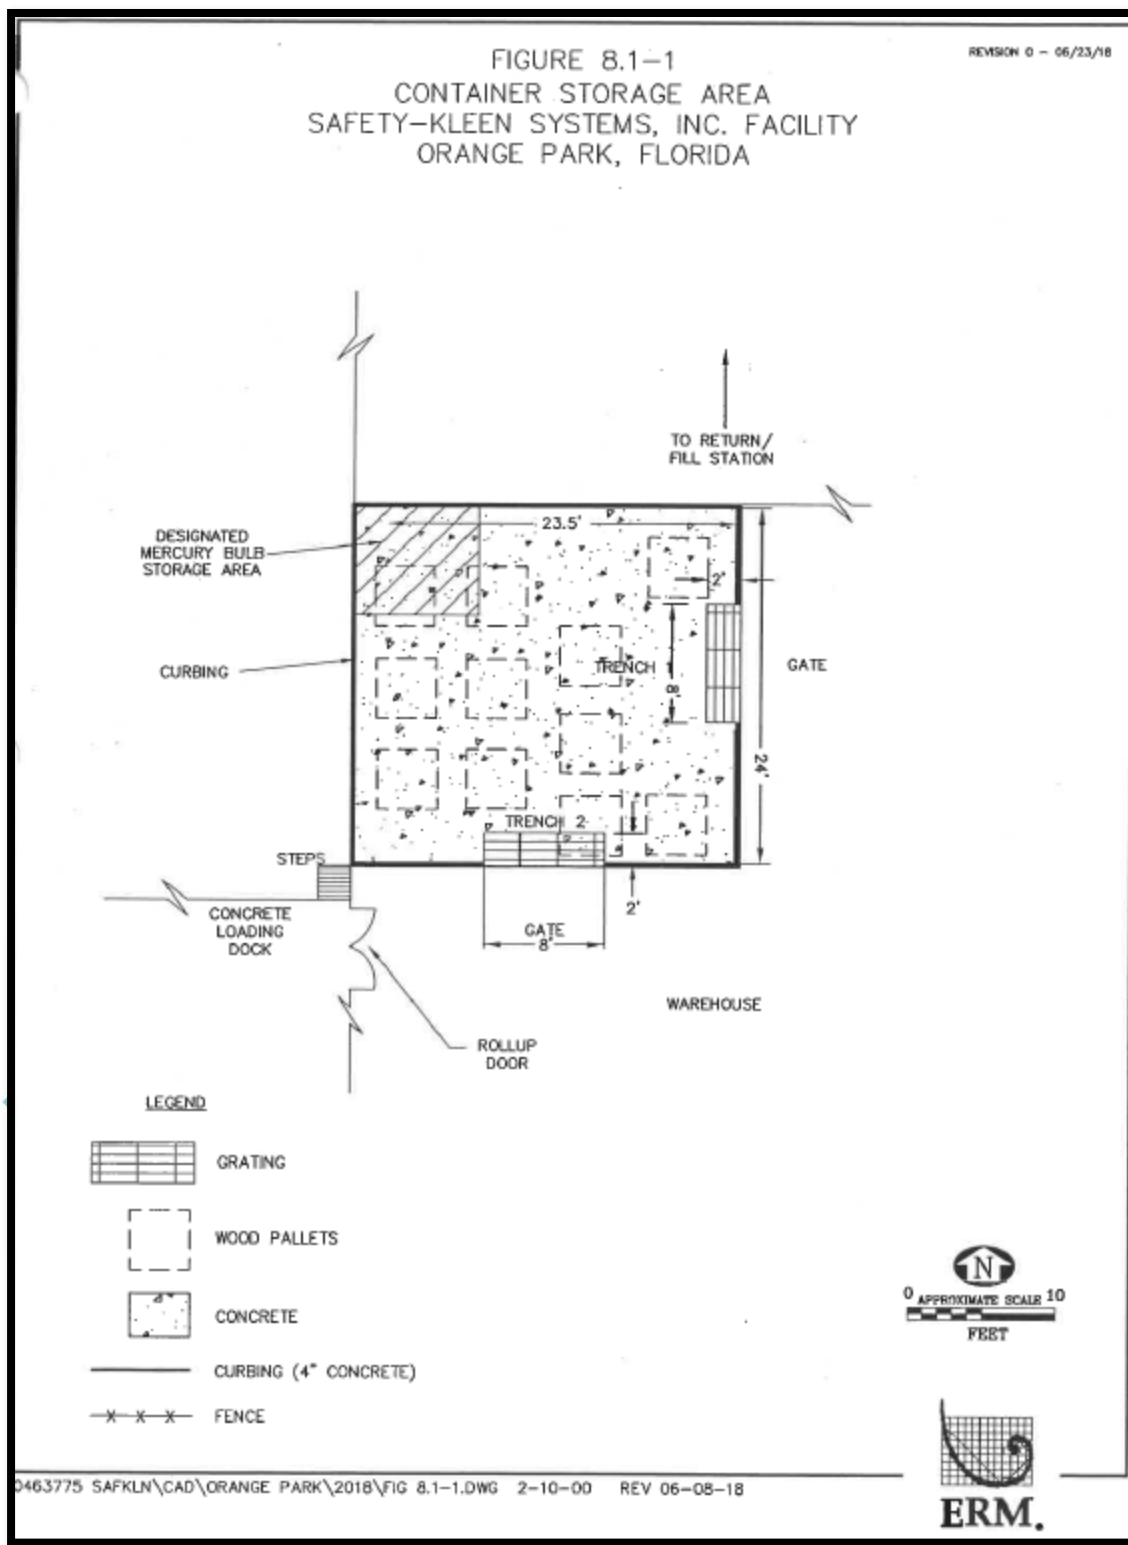 REVISION 0 – 06/23/18
FIGURE 8.1–1
CONTAINER STORAGE AREA
SAFETY–KLEEN SYSTEMS, INC. FACILITY
ORANGE PARK, FLORIDA
TO RETURN/
FILL STATION
23.5'
DESIGNATED
MERCURY BULB
STORAGE AREA
2'
CURBING
TRENCH 1
GATE
8'
24'
TRENCH 2
STEPS
2'
CONCRETE
LOADING
DOCK
GATE
8'
WAREHOUSE
ROLLUP
DOOR
LEGEND
GRATING
WOOD PALLETS
CONCRETE
CURBING (4" CONCRETE)
FENCE
N
0 APPROXIMATE SCALE 10
FEET
0463775 SAFKLN\CAD\ORANGE PARK\2018\FIG 8.1–1.DWG 2–10–00 REV 06–08–18
ERM.